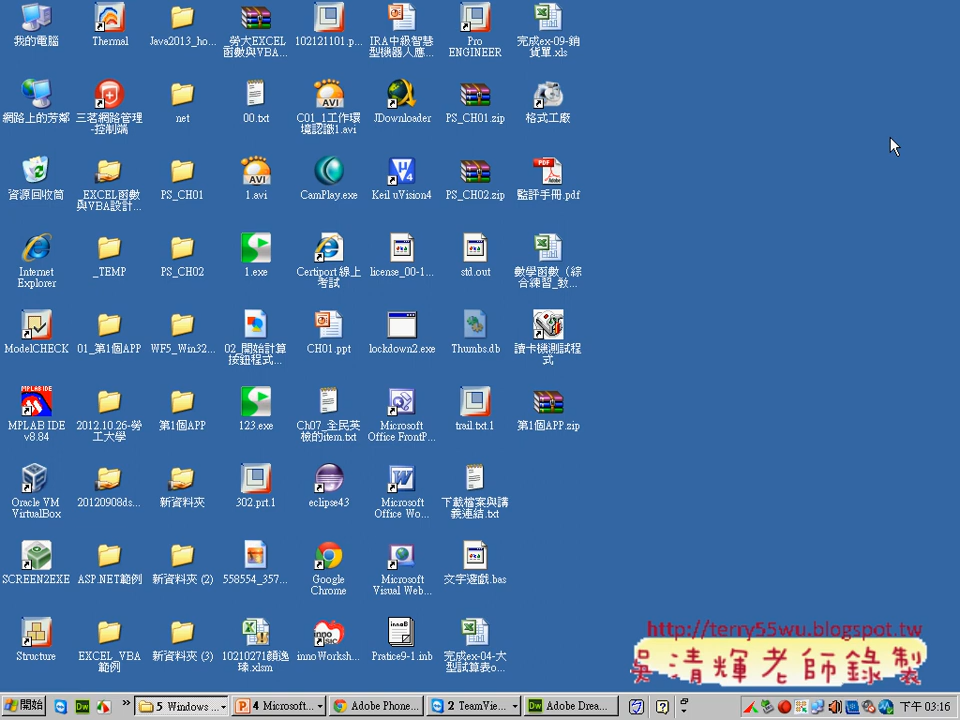 我的電腦
Thermal
Java2013_ho...
_勞大EXCEL
函數與VBA...
102121101.p...
IRA中級智慧
型機器人應...
Pro
ENGINEER
完成ex-09-銷
貨單.xls
網路上的芳鄰
三茗網路管理
-控制端
net
00.txt
C01_1工作環
境認識1.avi
JDownloader
PS_CH01.zip
格式工廠
資源回收筒
_EXCEL函數
與VBA設計...
PS_CH01
1.avi
CamPlay.exe
Keil uVision4
PS_CH02.zip
監評手冊.pdf
Internet
Explorer
_TEMP
PS_CH02
1.exe
Certiport 線上
考試
license_00-1...
std.out
數學函數（綜
合練習_教...
ModelCHECK
01_第1個APP
WF5_Win32...
02_開始計算
按鈕程式...
CH01.ppt
lockdown2.exe
Thumbs.db
讀卡機測試程
式
MPLAB IDE
MPLAB IDE
v8.84
2012.10.26-勞
工大學
第1個APP
123.exe
Ch07_全民英
檢的item.txt
Microsoft
Office FrontP...
trail.txt.1
第1個APP.zip
Oracle VM
VirtualBox
20120908ds...
新資料夾
302.prt.1
eclipse43
Microsoft
Office Wo...
下載檔案與講
義連結.txt
SCREEN2EXE
ASP.NET範例
新資料夾 (2)
558554_357...
Google
Chrome
Microsoft
Visual Web...
文字遊戲.bas
Structure
EXCEL_VBA
範例
新資料夾 (3)
10210271顏逸
瑧.xlsm
inno Worksh...
Pratice9-1.inb
完成ex-04-大
型試算表o...
http://terry55wu.blogspot.tw
吳清輝老師錄製
開始
5 Windows ...
4 Microsoft...
Adobe Phone...
2 TeamView...
Adobe Drea...
下午 03:16